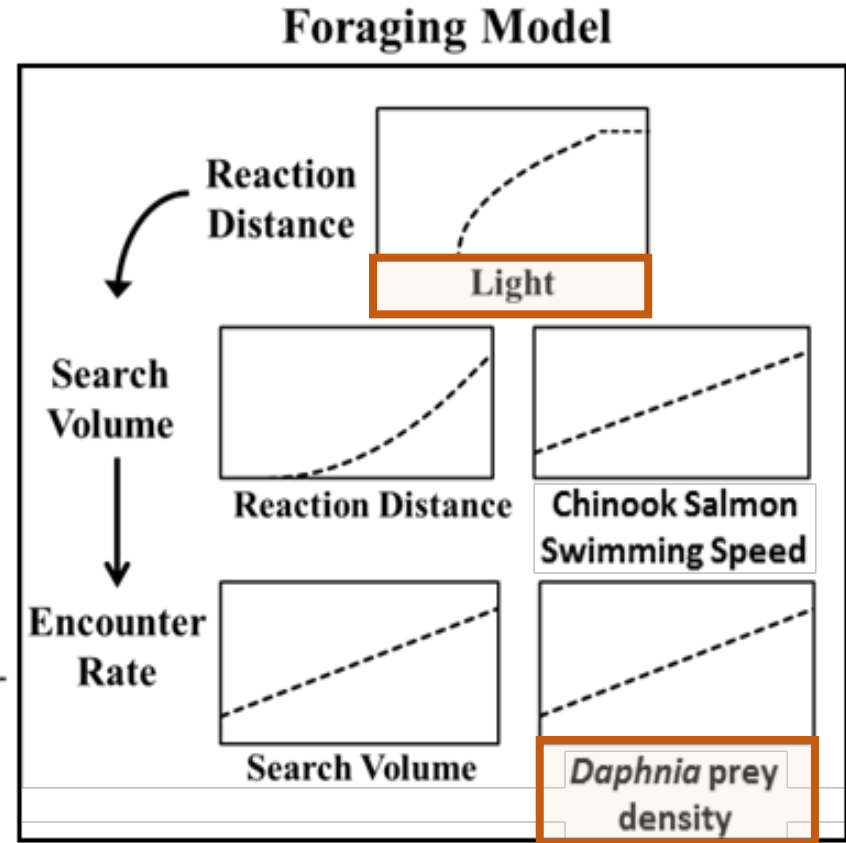 Foraging Model
Reaction
Distance
Light
Search
Volume
Reaction Distance
Chinook Salmon
Swimming Speed
Encounter
Rate
Search Volume
Daphnia prey
density